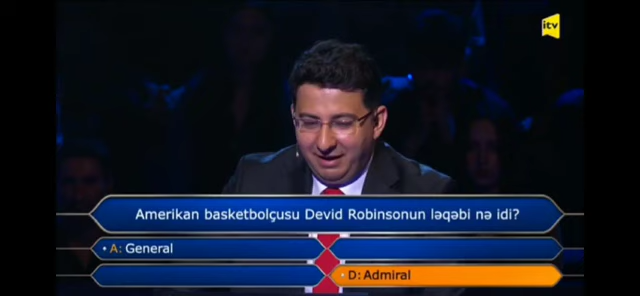 itv
Amerikan basketbolçusu Devid Robinsonun ləqəbi nə idi?
• A: General
• D: Admiral